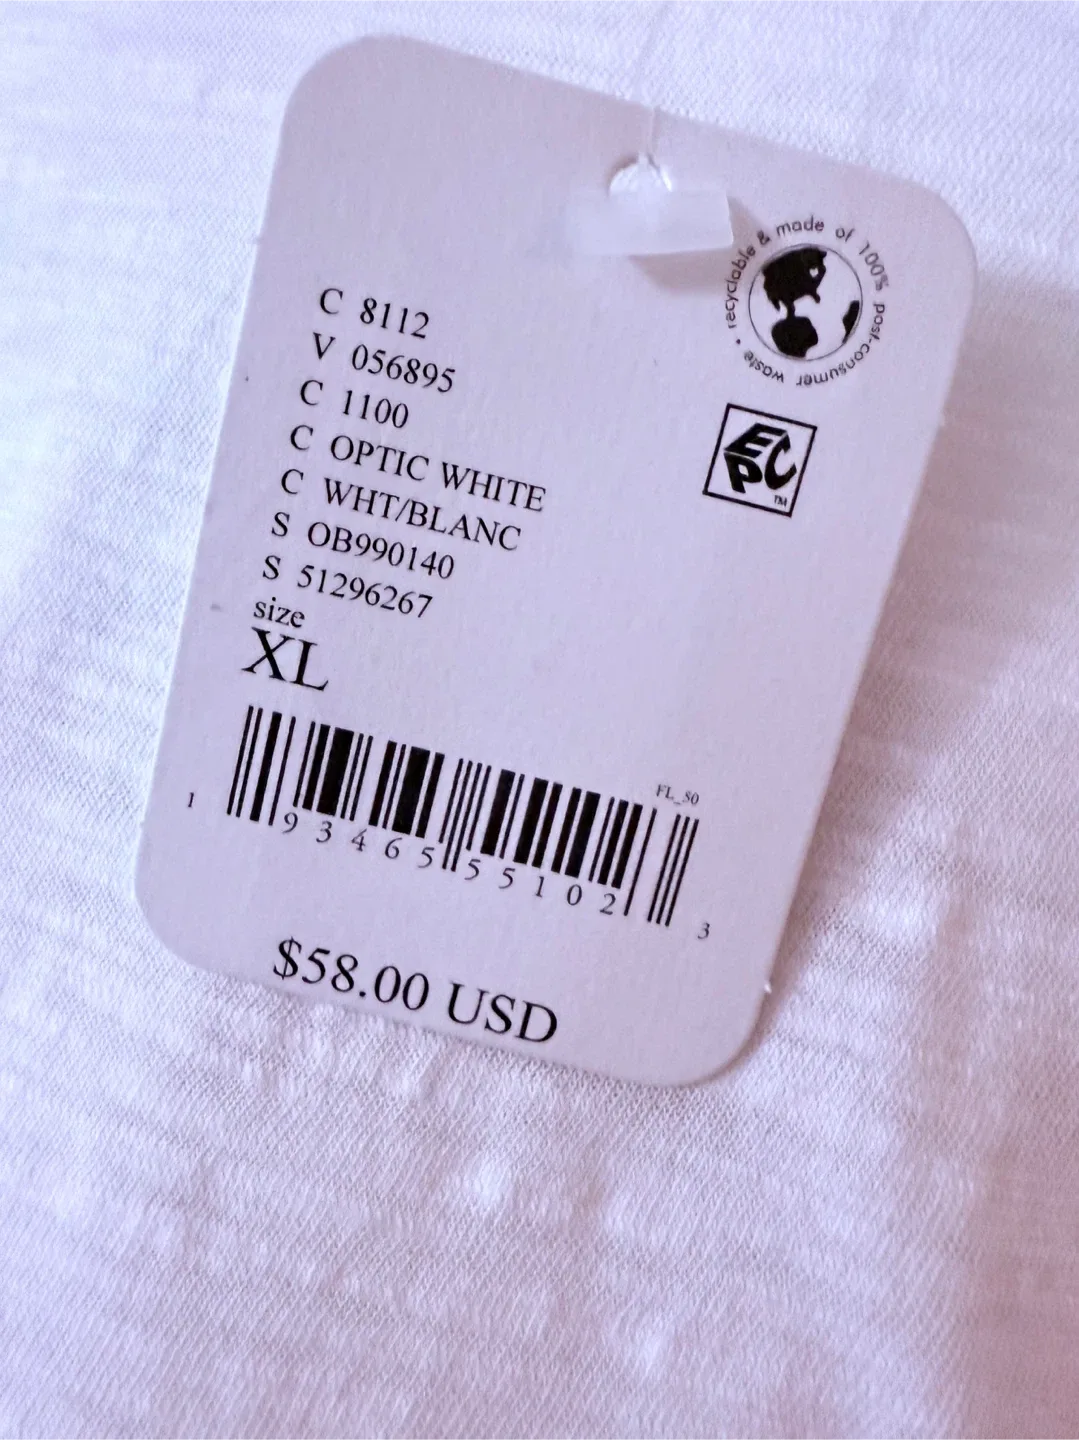 recyclable & made of 100% post-consumer waste •
EPC
TM
C 8112
V 056895
C 1100
C OPTIC WHITE
C WHT/BLANC
S OB990140
S 51296267
size
XL
FL_S0
1 93465 55102 3
$58.00 USD